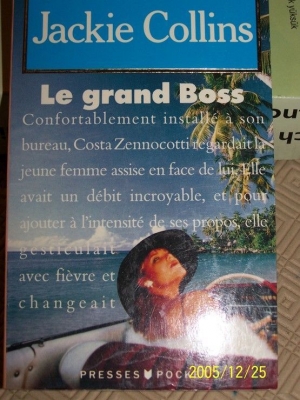 Jackie Collins
Le grand Boss
Confortablement installé à son
bureau, Costa Zennocotti regardait la
jeune femme assise en face de lui. Elle
avait un débit incroyable, et pour
ajouter à l'intensité de ses propos, elle
gesticulait
avec fièvre et
changeait
PRESSES POCK
2005/12/25